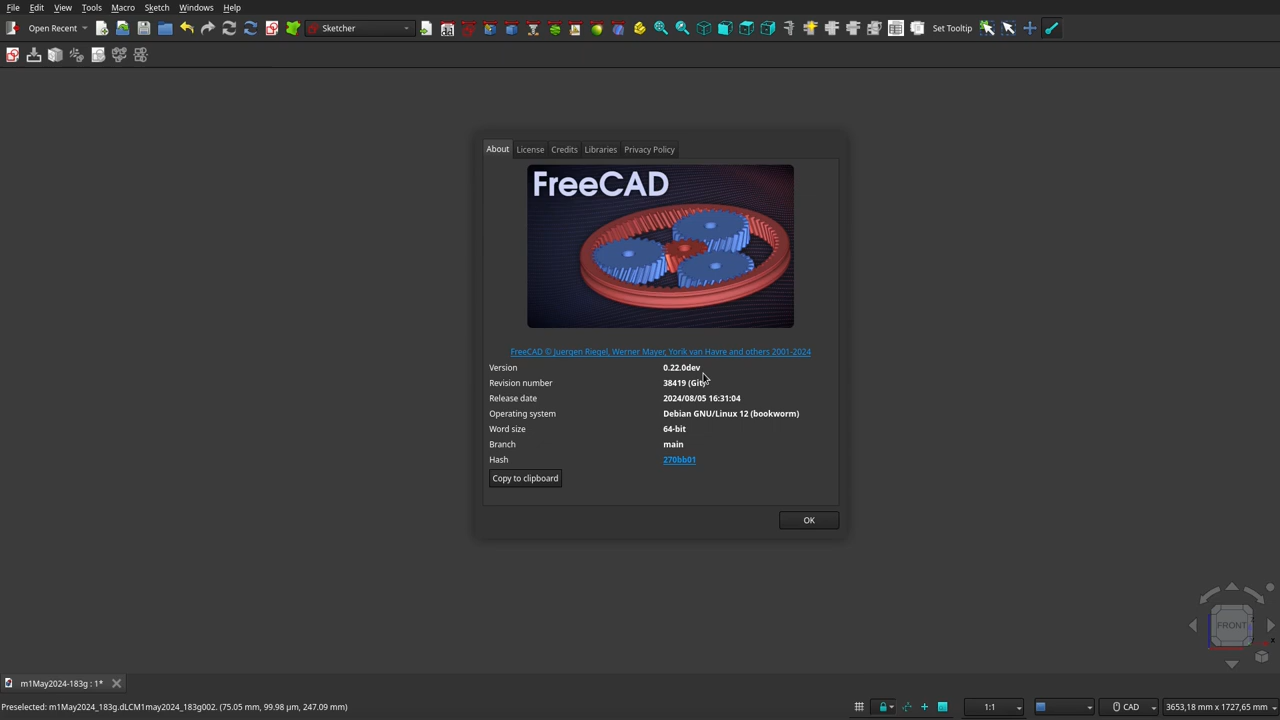 File Edit View Tools Macro Sketch Windows Help
Open Recent Sketcher Set Tooltip
About License Credits Libraries Privacy Policy
FreeCAD
FreeCAD © Juergen Riegel, Werner Mayer, Yorik van Havre and others 2001-2024
Version 0.22.0dev
Revision number 38419 (Git)
Release date 2024/08/05 16:31:04
Operating system Debian GNU/Linux 12 (bookworm)
Word size 64-bit
Branch main
Hash 270bb01
Copy to clipboard
OK
FRONT
m1May2024-183g : 1*
Preselected: m1May2024_183g.dLCM1may2024_183g002. (75.05 mm, 99.98 µm, 247.09 mm) 1:1 CAD 3653,18 mm x 1727,65 mm